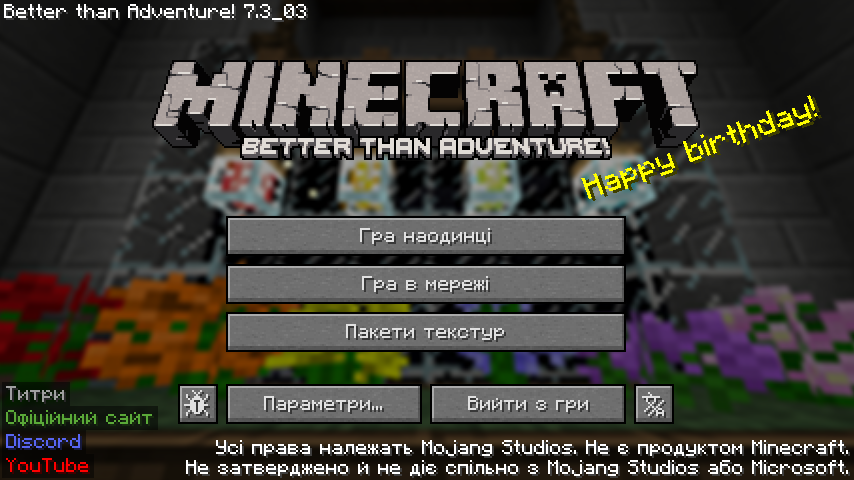 Better than Adventure! 7.3_03
MINECRAFT
BETTER THAN ADVENTURE!
Happy birthday!
Гра наодинці
Гра в мережі
Пакети текстур
Параметри...
Вийти з гри
Титри
Офіційний сайт
Discord
YouTube
Усі права належать Mojang Studios. Не є продуктом Minecraft.
Не затверджено й не діє спільно з Mojang Studios або Microsoft.